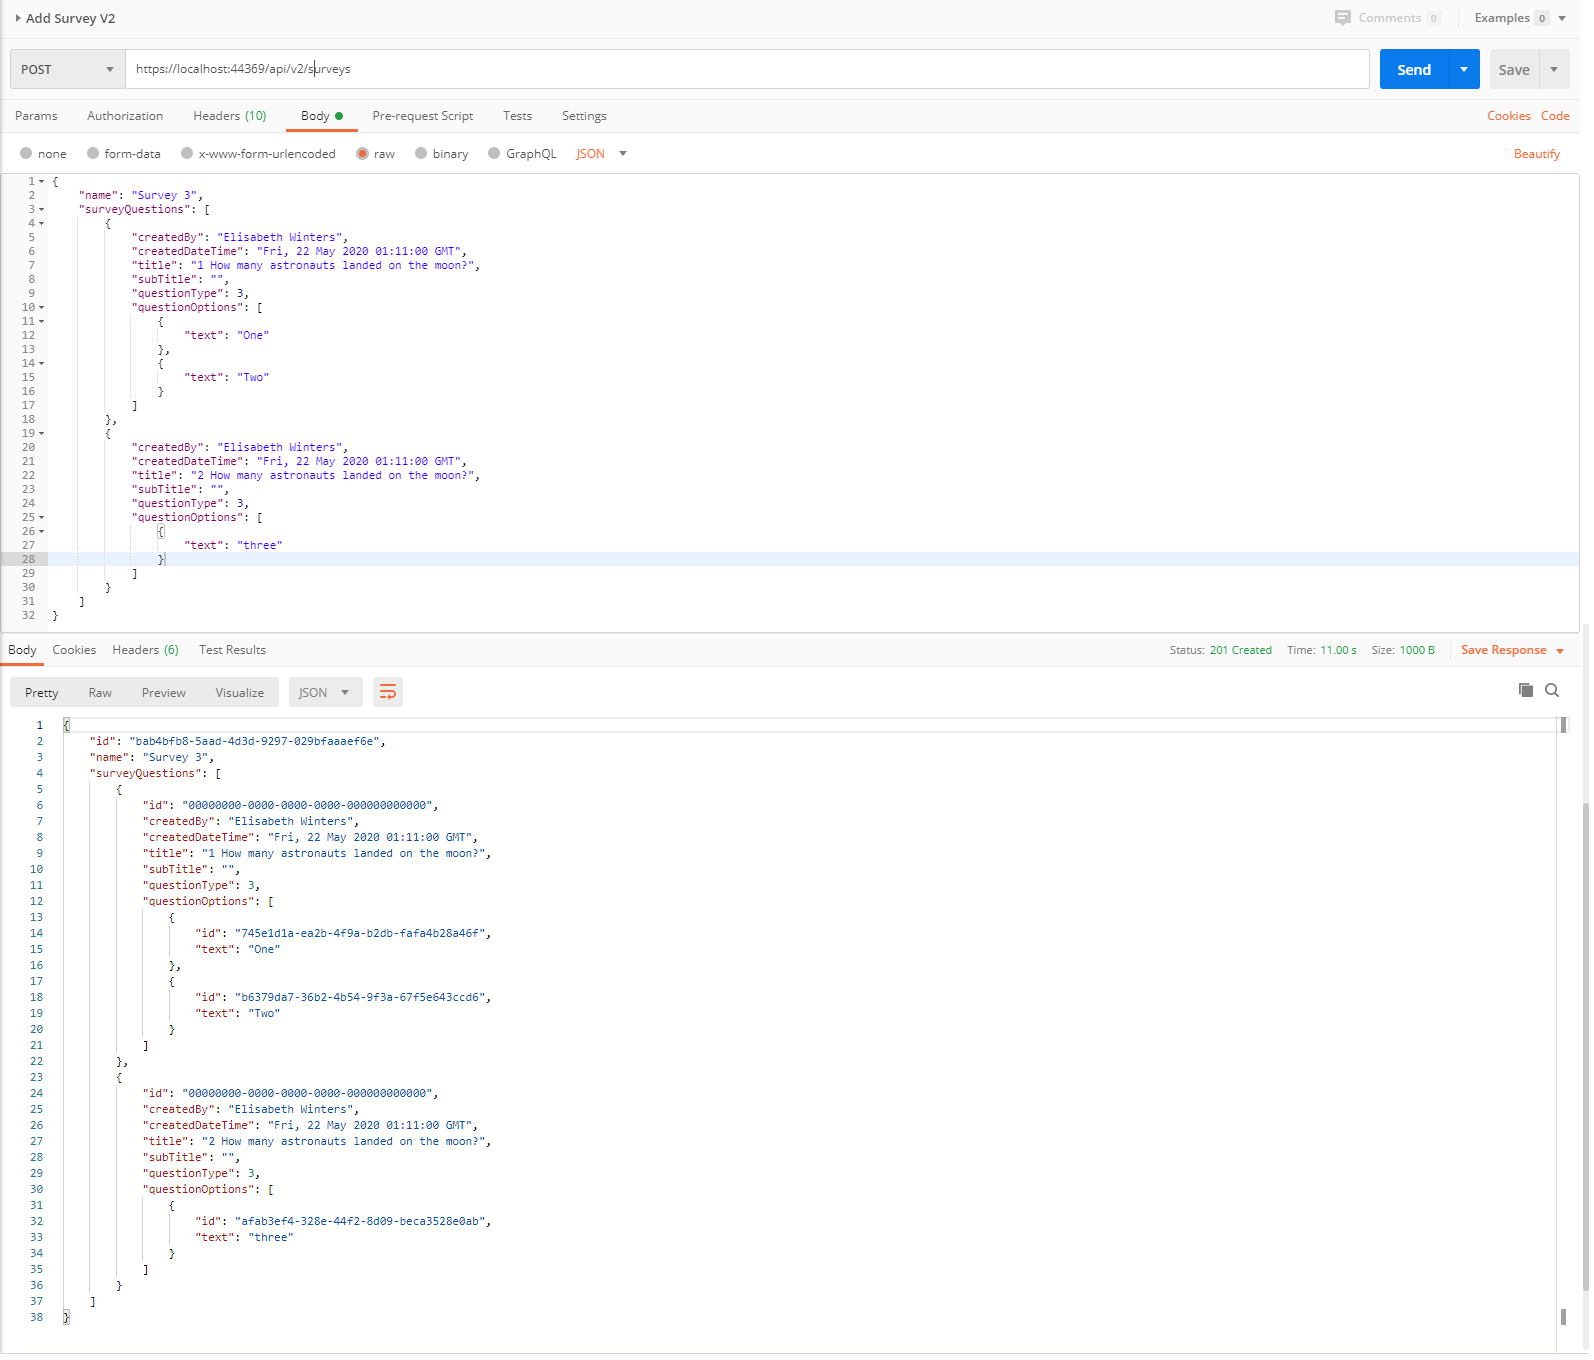 Add Survey V2
Comments 0
Examples 0
POST
https://localhost:44369/api/v2/surveys
Send
Save
Params
Authorization
Headers (10)
Body
Pre-request Script
Tests
Settings
Cookies
Code
none
form-data
x-www-form-urlencoded
raw
binary
GraphQL
JSON
Beautify
1 {
2 "name": "Survey 3",
3 "surveyQuestions": [
4 {
5 "createdBy": "Elisabeth Winters",
6 "createdDateTime": "Fri, 22 May 2020 01:11:00 GMT",
7 "title": "1 How many astronauts landed on the moon?",
8 "subTitle": "",
9 "questionType": 3,
10 "questionOptions": [
11 {
12 "text": "One"
13 },
14 {
15 "text": "Two"
16 }
17 ]
18 },
19 {
20 "createdBy": "Elisabeth Winters",
21 "createdDateTime": "Fri, 22 May 2020 01:11:00 GMT",
22 "title": "2 How many astronauts landed on the moon?",
23 "subTitle": "",
24 "questionType": 3,
25 "questionOptions": [
26 {
27 "text": "three"
28 }
29 ]
30 }
31 ]
32 }
Body
Cookies
Headers (6)
Test Results
Status: 201 Created
Time: 11.00 s
Size: 1000 B
Save Response
Pretty
Raw
Preview
Visualize
JSON
1 {
2 "id": "bab4bfb8-5aad-4d3d-9297-029bfaaaef6e",
3 "name": "Survey 3",
4 "surveyQuestions": [
5 {
6 "id": "00000000-0000-0000-0000-000000000000",
7 "createdBy": "Elisabeth Winters",
8 "createdDateTime": "Fri, 22 May 2020 01:11:00 GMT",
9 "title": "1 How many astronauts landed on the moon?",
10 "subTitle": "",
11 "questionType": 3,
12 "questionOptions": [
13 {
14 "id": "745e1d1a-ea2b-4f9a-b2db-fafa4b28a46f",
15 "text": "One"
16 },
17 {
18 "id": "b6379da7-36b2-4b54-9f3a-67f5e643ccd6",
19 "text": "Two"
20 }
21 ]
22 },
23 {
24 "id": "00000000-0000-0000-0000-000000000000",
25 "createdBy": "Elisabeth Winters",
26 "createdDateTime": "Fri, 22 May 2020 01:11:00 GMT",
27 "title": "2 How many astronauts landed on the moon?",
28 "subTitle": "",
29 "questionType": 3,
30 "questionOptions": [
31 {
32 "id": "afab3ef4-328e-44f2-8d09-beca3528e0ab",
33 "text": "three"
34 }
35 ]
36 }
37 ]
38 }